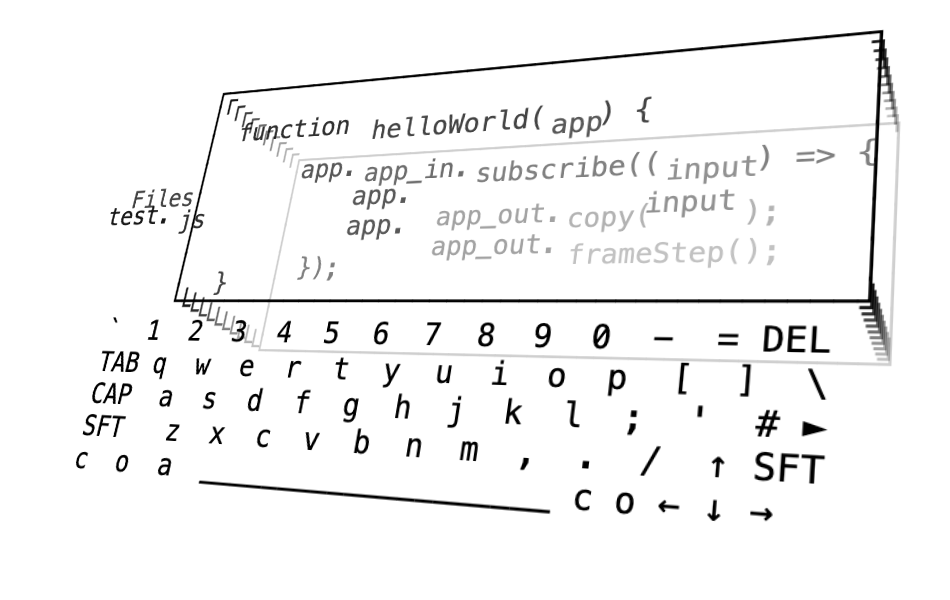 function helloWorld(app) {
app. app_in. subscribe((input) => {
app.
app. app_out. copy(input);
app_out. frameStep();
});
}
Files
test. js
` 1 2 3 4 5 6 7 8 9 0 − = DEL
TAB q w e r t y u i o p [ ] \
CAP a s d f g h j k l ; ' # ►
SFT z x c v b n m , . / ↑ SFT
c o a c o ← ↓ →